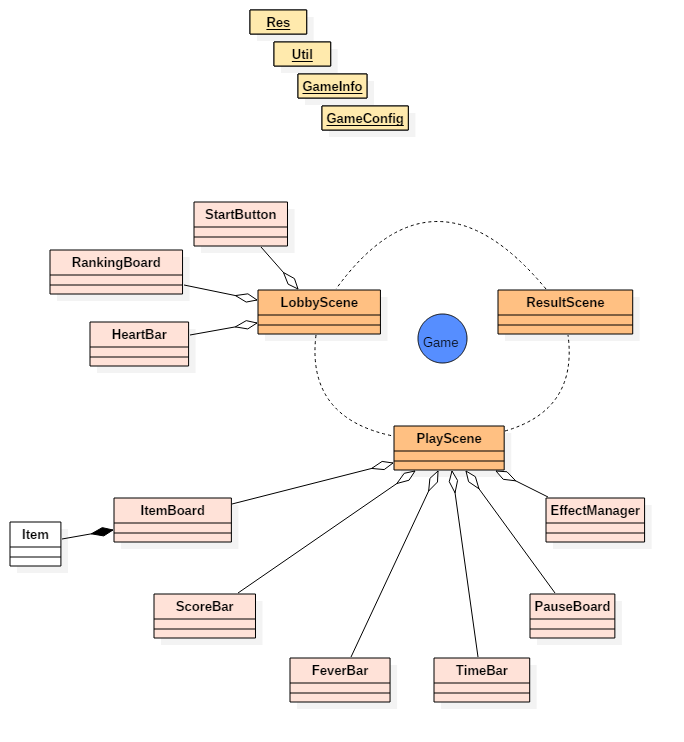 Res
Util
GameInfo
GameConfig
StartButton
RankingBoard
LobbyScene
ResultScene
HeartBar
Game
PlayScene
ItemBoard
EffectManager
Item
ScoreBar
PauseBoard
FeverBar
TimeBar